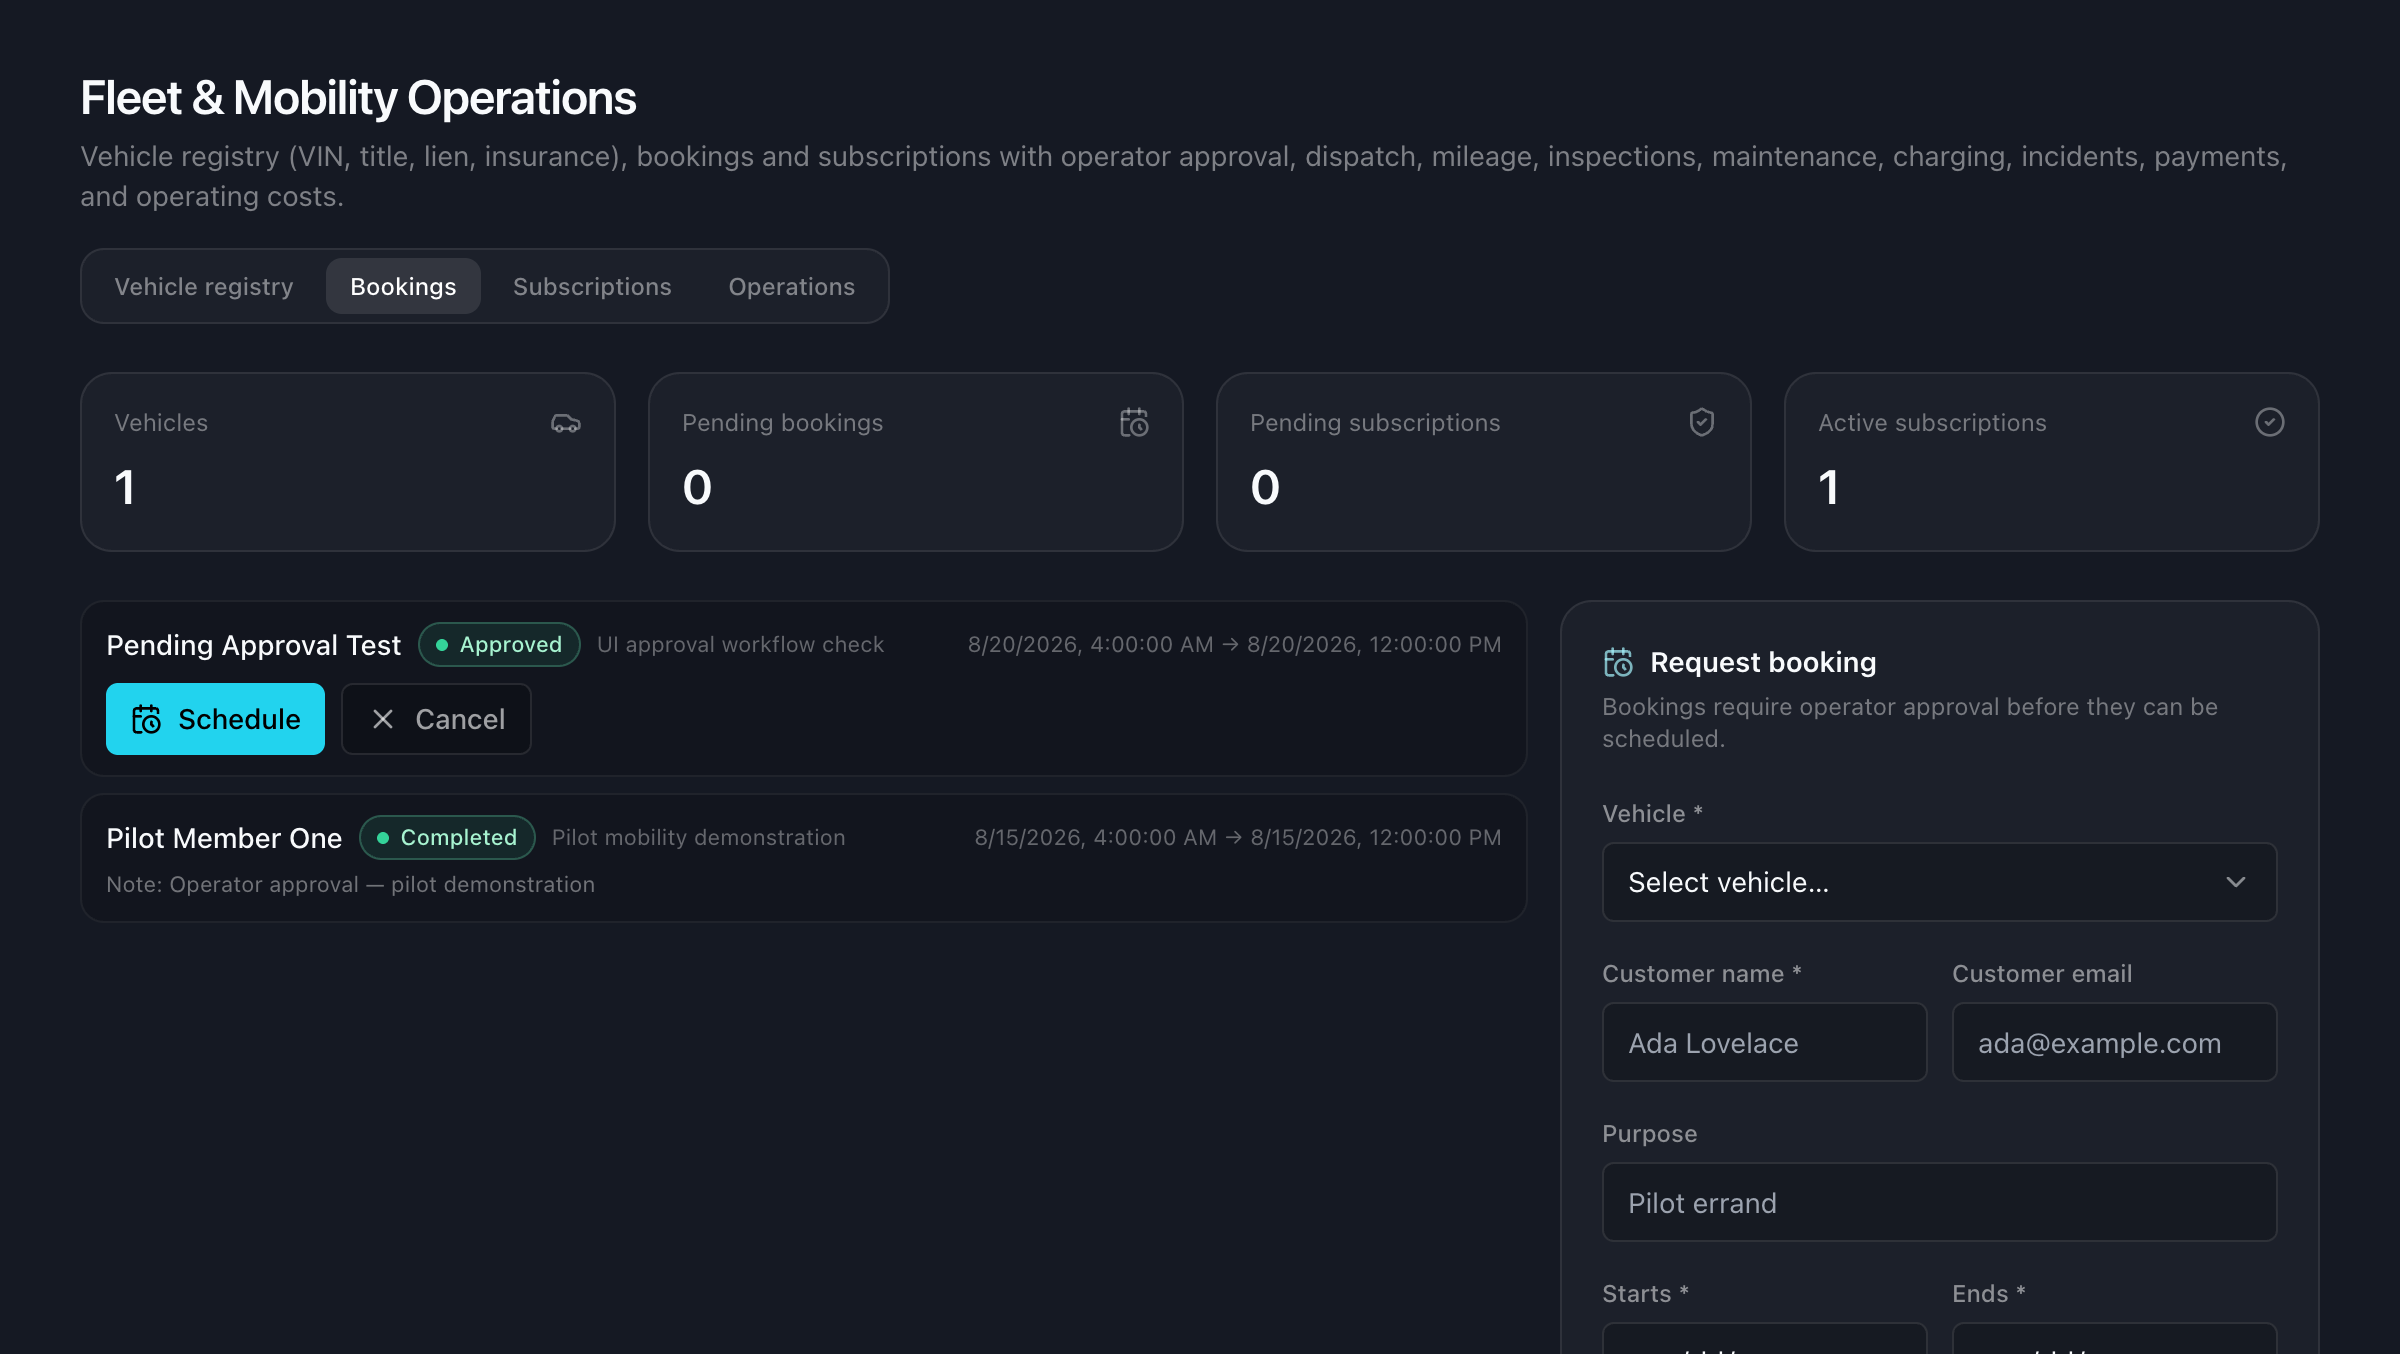 Fleet & Mobility Operations
Vehicle registry (VIN, title, lien, insurance), bookings and subscriptions with operator approval, dispatch, mileage, inspections, maintenance, charging, incidents, payments,
and operating costs.
Vehicle registry
Bookings
Subscriptions
Operations
Vehicles
1
Pending bookings
0
Pending subscriptions
0
Active subscriptions
1
Pending Approval Test
Approved
UI approval workflow check
8/20/2026, 4:00:00 AM → 8/20/2026, 12:00:00 PM
Schedule
Cancel
Pilot Member One
Completed
Pilot mobility demonstration
8/15/2026, 4:00:00 AM → 8/15/2026, 12:00:00 PM
Note: Operator approval — pilot demonstration
Request booking
Bookings require operator approval before they can be
scheduled.
Vehicle *
Select vehicle...
Customer name *
Customer email
Ada Lovelace
ada@example.com
Purpose
Pilot errand
Starts *
Ends *